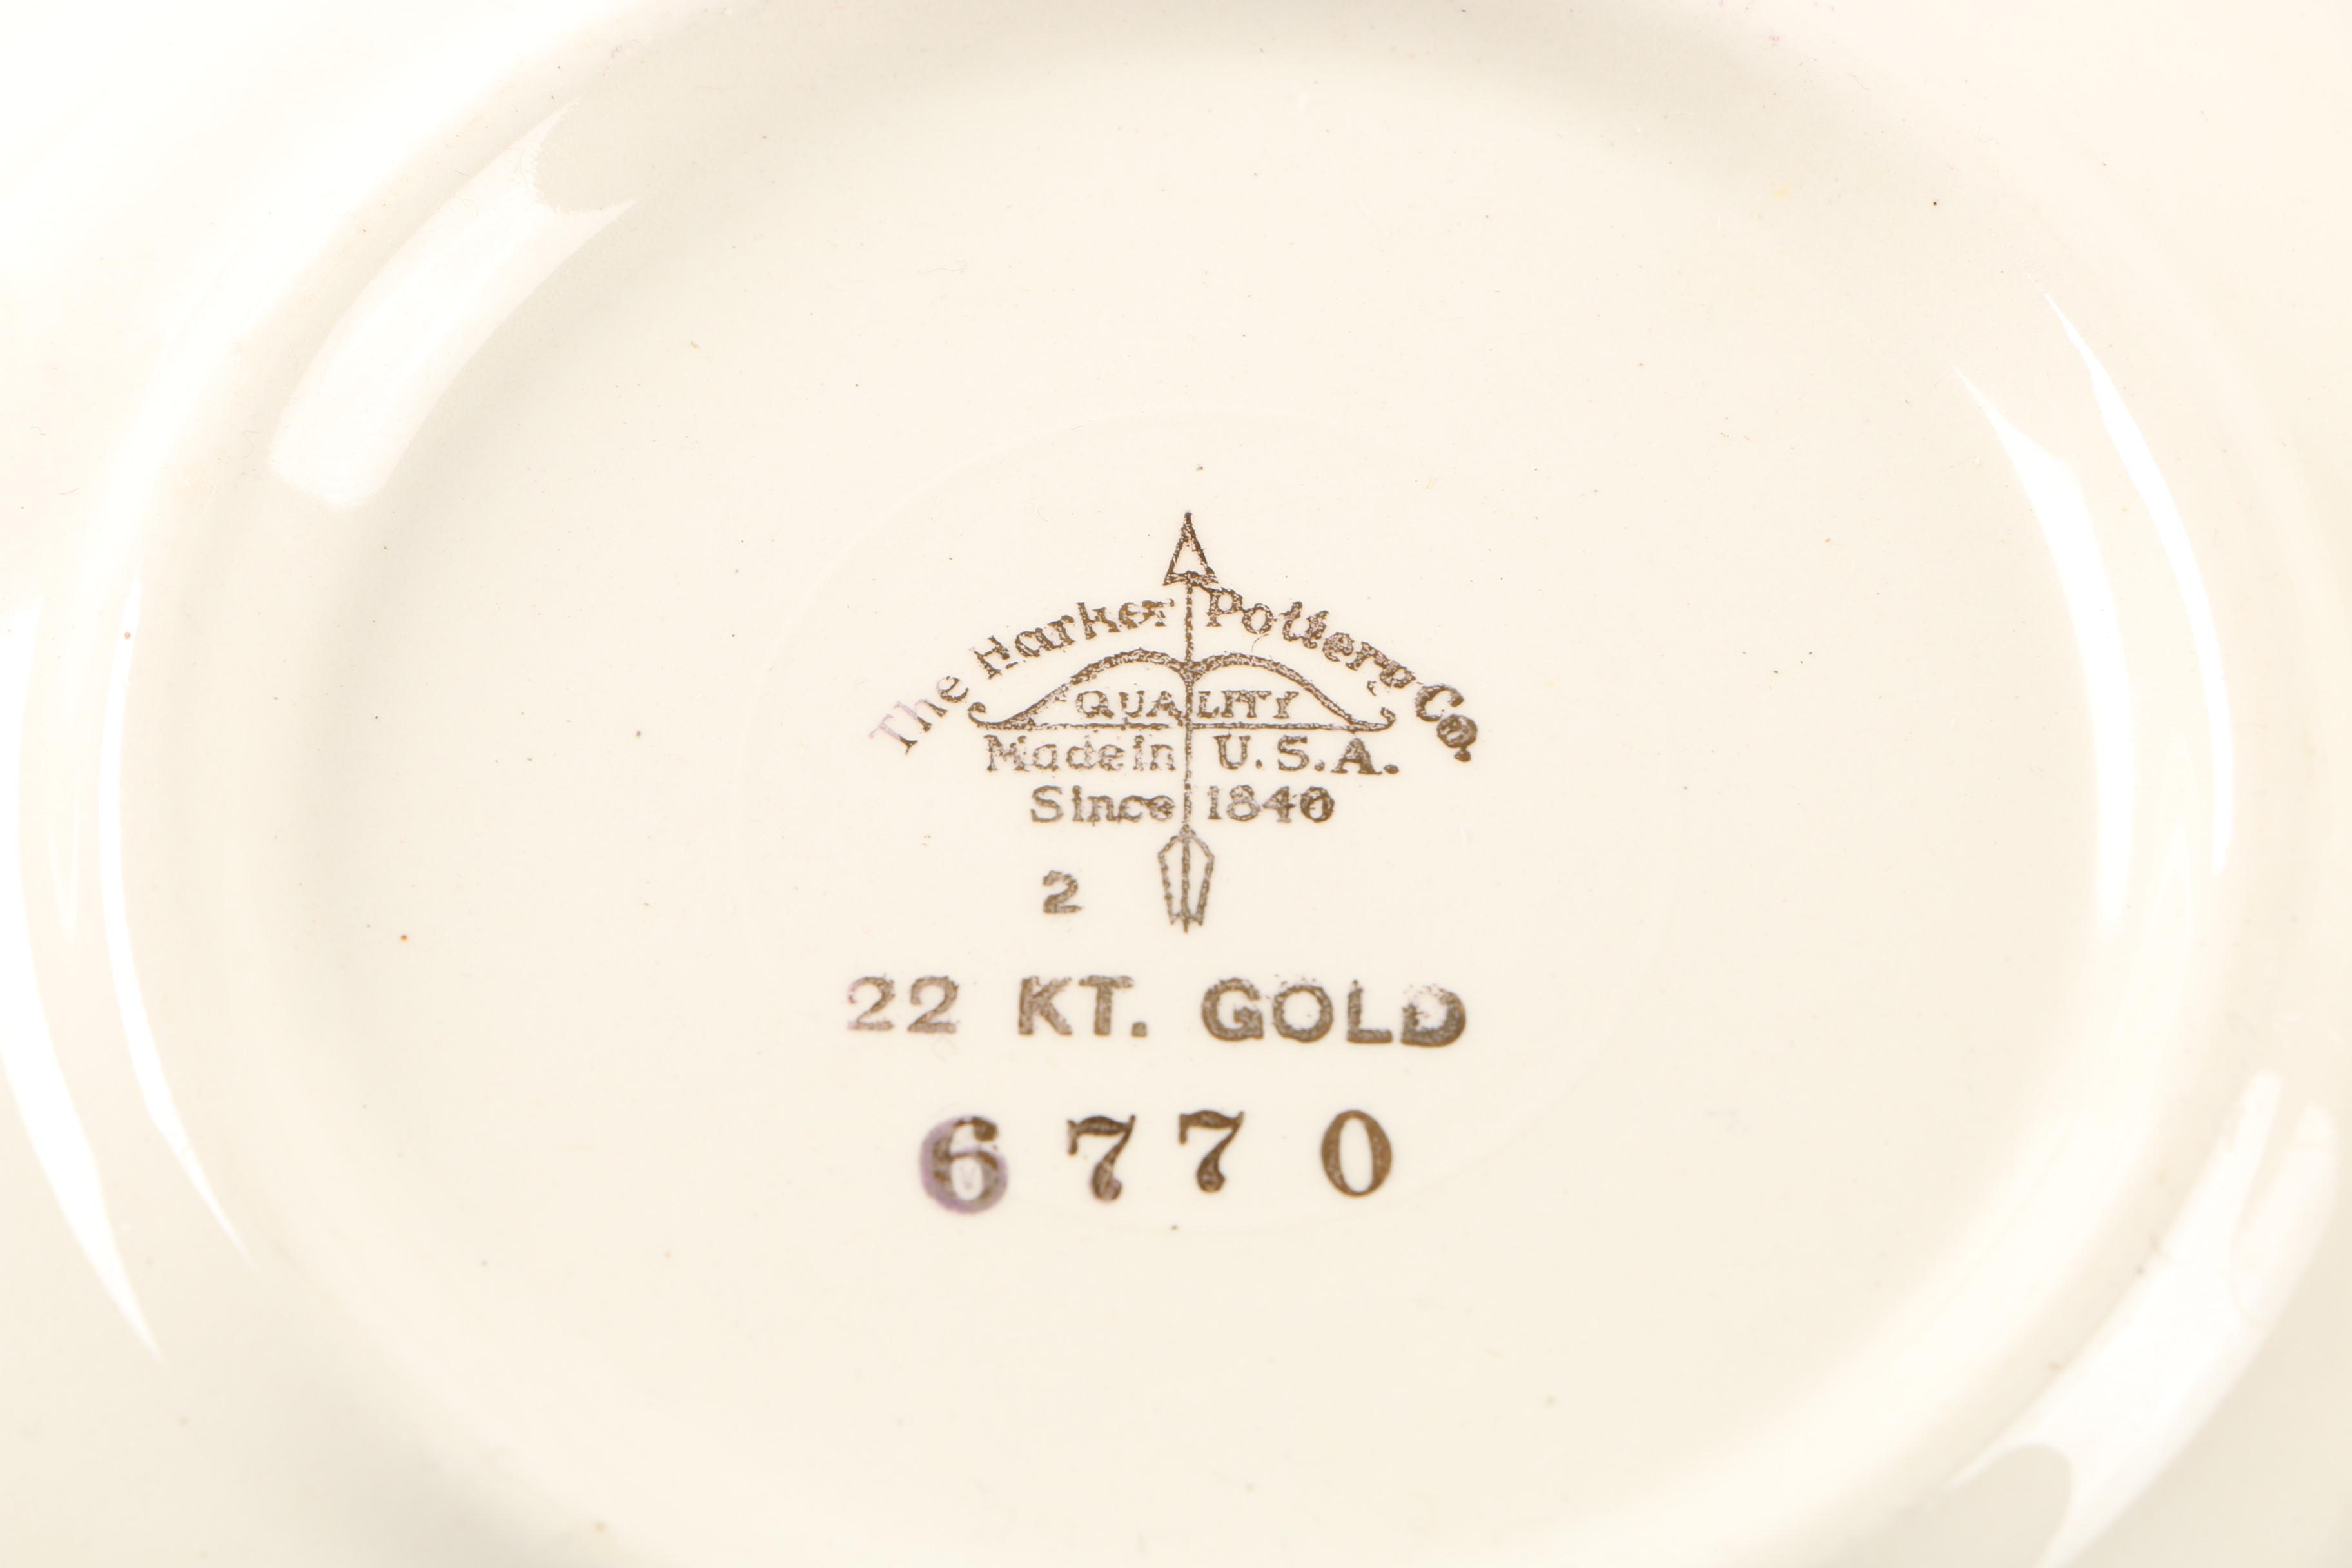 The Harker Pottery Co.
QUALITY
Made in U.S.A.
Since 1840
2
22 KT. GOLD
6770